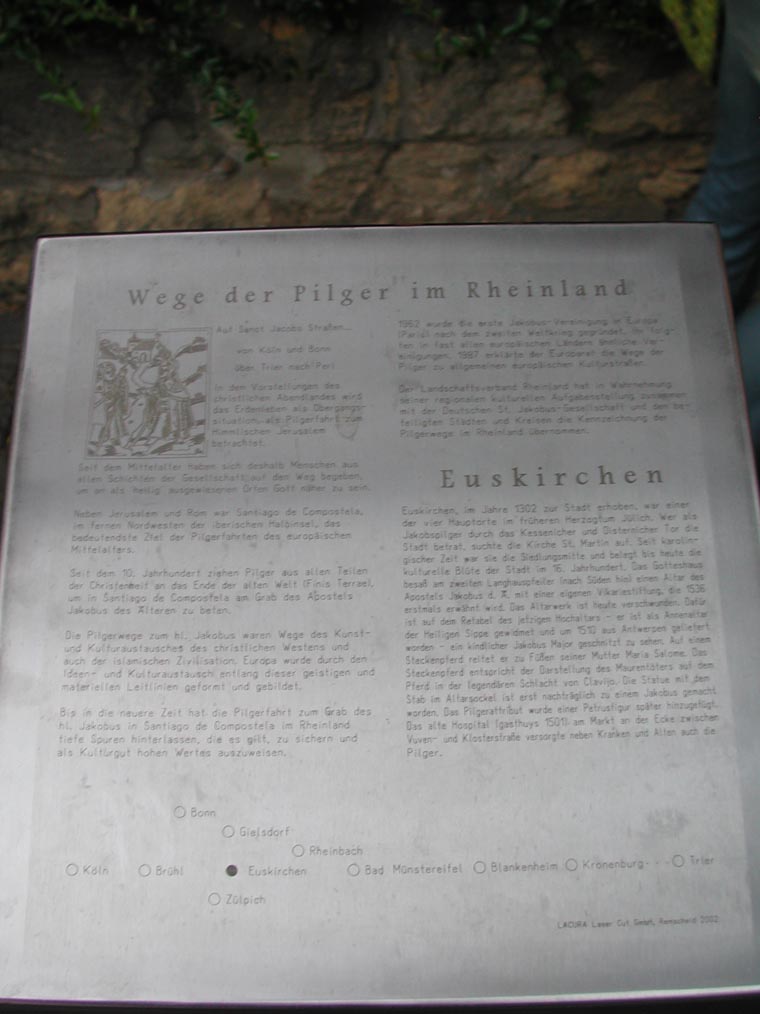 Wege der Pilger im Rheinland
Auf Sanct Jacobs Straßen...
von Köln und Bonn
über Trier nach Perl
In den Vorstellungen des
christlichen Abendlandes wird
das Erdenleben als Übergangs-
situation, als Pilgerfahrt zum
Himmlischen Jerusalem
betrachtet.
Seit dem Mittelalter haben sich deshalb Menschen aus
allen Schichten der Gesellschaft auf den Weg begeben,
um an als heilig ausgewiesenen Orten Gott näher zu sein.
Neben Jerusalem und Rom war Santiago de Compostela,
im fernen Nordwesten der iberischen Halbinsel, das
bedeutendste Ziel der Pilgerfahrten des europäischen
Mittelalters.
Seit dem 10. Jahrhundert ziehen Pilger aus allen Teilen
der Christenheit an das Ende der alten Welt (Finis Terrae),
um in Santiago de Compostela am Grab des Apostels
Jakobus des Älteren zu beten.
Die Pilgerwege zum hl. Jakobus waren Wege des Kunst-
und Kulturaustausches des christlichen Westens und
auch der islamischen Zivilisation. Europa wurde durch den
Ideen- und Kulturaustausch entlang dieser geistigen und
materiellen Leitlinien geformt und gebildet.
Bis in die neuere Zeit hat die Pilgerfahrt zum Grab des
hl. Jakobus in Santiago de Compostela im Rheinland
tiefe Spuren hinterlassen, die es gilt, zu sichern und
als Kulturgut hohen Wertes auszuweisen.
wurde die erste Jakobus-Vereinigung in Europa
(Paris) nach dem zweiten Weltkrieg gegründet. Ihr folg-
ten in fast allen europäischen Ländern ähnliche Ver-
einigungen. 1987 erklärte der Europarat die Wege der
Pilger zu allgemeinen europäischen Kulturstraßen.
Der Landschaftsverband Rheinland hat in Wahrnehmung
seiner regionalen kulturellen Aufgabenstellung zusammen
mit der Deutschen St. Jakobus-Gesellschaft und den be-
teiligten Städten und Kreisen die Kennzeichnung der
Pilgerwege im Rheinland übernommen.
Euskirchen
Euskirchen, im Jahre 1302 zur Stadt erhoben, war einer
der vier Hauptorte im früheren Herzogtum Jülich. Wer als
Jakobspilger durch das Kessenicher und Disternicher Tor die
Stadt betrat, suchte die Kirche St. Martin auf. Seit karolin-
gischer Zeit war sie die Siedlungsmitte und belegt bis heute die
kulturelle Blüte der Stadt im 16. Jahrhundert. Das Gotteshaus
besaß am zweiten Langhauspfeiler (nach Süden hin) einen Altar des
Apostels Jakobus d. Ä. mit einer eigenen Vikariestiftung, die 1536
erstmals erwähnt wird. Das Altarwerk ist heute verschwunden. Dafür
ist auf dem Retabel des jetzigen Hochaltars - er ist als Annenaltar
der Heiligen Sippe gewidmet und um 1510 aus Antwerpen geliefert
worden - ein kindlicher Jakobus Major geschnitzt zu sehen. Auf einem
Steckenpferd reitet er zu Füßen seiner Mutter Maria Salome. Das
Steckenpferd entspricht der Darstellung des Maurentöters auf dem
Pferd in der legendären Schlacht von Clavijo. Die Statue mit dem
Stab im Altarsockel ist erst nachträglich zu einem Jakobus gemacht
worden. Das Pilgerattribut wurde einer Petrusfigur später hinzugefügt.
Das alte Hospital (gasthuys 1501) am Markt an der Ecke zwischen
Vuven- und Klosterstraße versorgte neben Kranken und Alten auch die
Pilger.
Bonn
Gielsdorf
Rheinbach
Köln Brühl Euskirchen Bad Münstereifel Blankenheim Kronenburg Trier
Zülpich
LACURA Laser Cut GmbH, Remscheid 2002